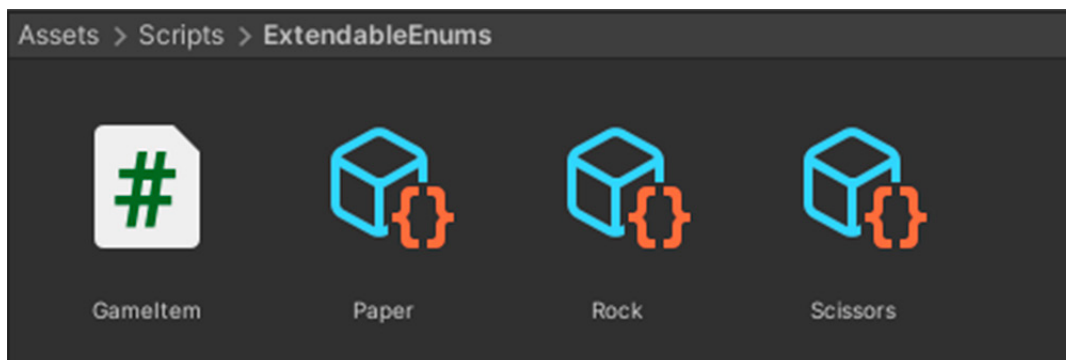 Assets > Scripts > ExtendableEnums
GameItem Paper Rock Scissors